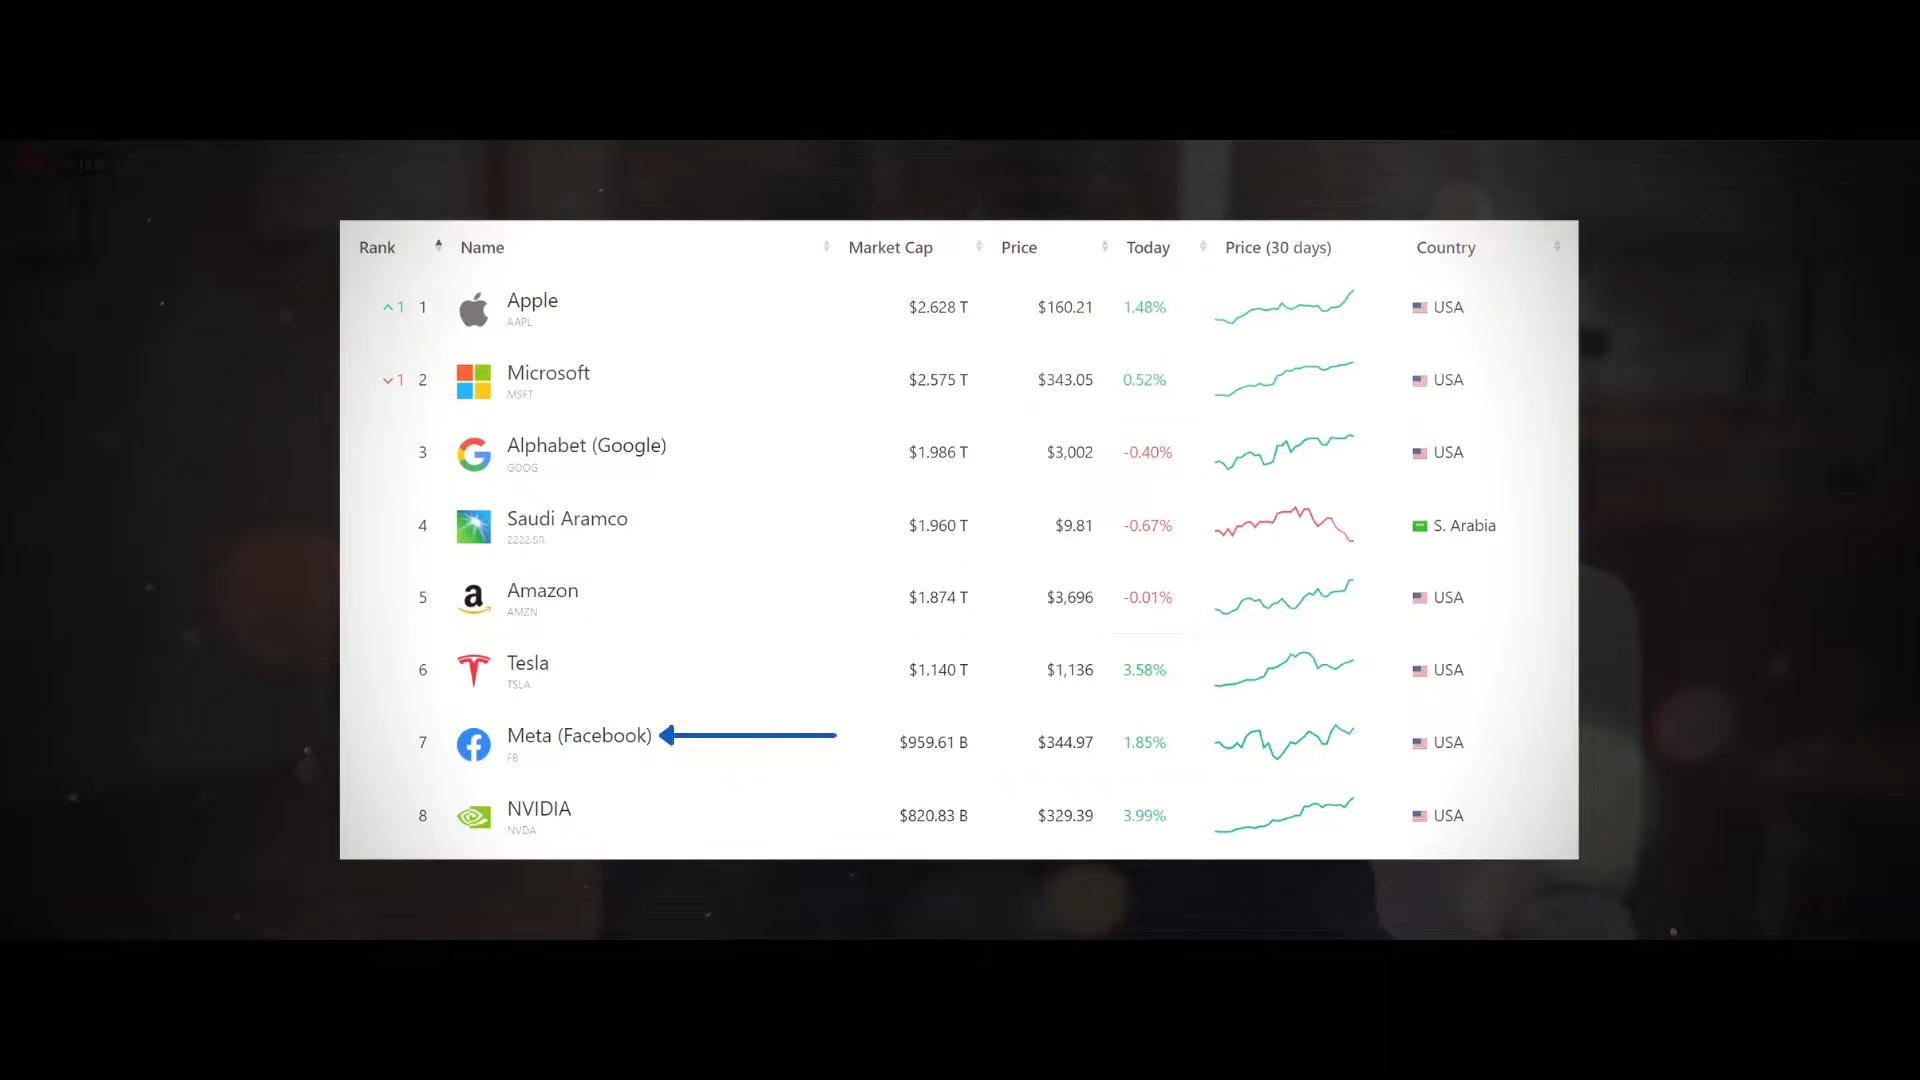 Rank Name Market Cap Price Today Price (30 days) Country
1 1 Apple $2.628 T $160.21 1.48% USA
AAPL
1 2 Microsoft $2.575 T $343.05 0.52% USA
MSFT
3 Alphabet (Google) $1.986 T $3,002 -0.40% USA
GOOG
4 Saudi Aramco $1.960 T $9.81 -0.67% S. Arabia
2222.SR
5 Amazon $1.874 T $3,696 -0.01% USA
AMZN
6 Tesla $1.140 T $1,136 3.58% USA
TSLA
7 Meta (Facebook) $959.61 B $344.97 1.85% USA
FB
8 NVIDIA $820.83 B $329.39 3.99% USA
NVDA